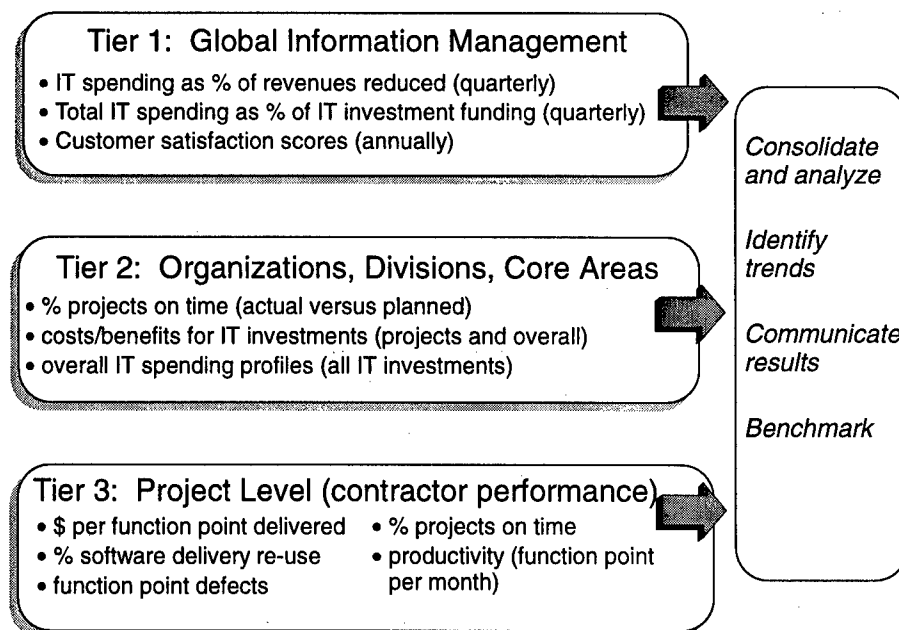 Tier 1: Global Information Management
• IT spending as % of revenues reduced (quarterly)
• Total IT spending as % of IT investment funding (quarterly)
• Customer satisfaction scores (annually)
Tier 2: Organizations, Divisions, Core Areas
• % projects on time (actual versus planned)
• costs/benefits for IT investments (projects and overall)
• overall IT spending profiles (all IT investments)
Tier 3: Project Level (contractor performance)
• $ per function point delivered
• % software delivery re-use
• function point defects
• % projects on time
• productivity (function point
per month)
Consolidate
and analyze
Identify
trends
Communicate
results
Benchmark